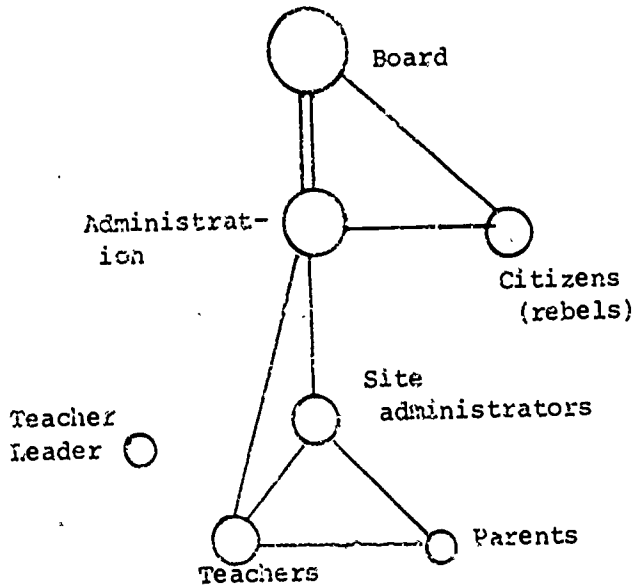 Board
Administrat-
ion
Citizens
(rebels)
Site
administrators
Teacher
Leader
Parents
Teachers